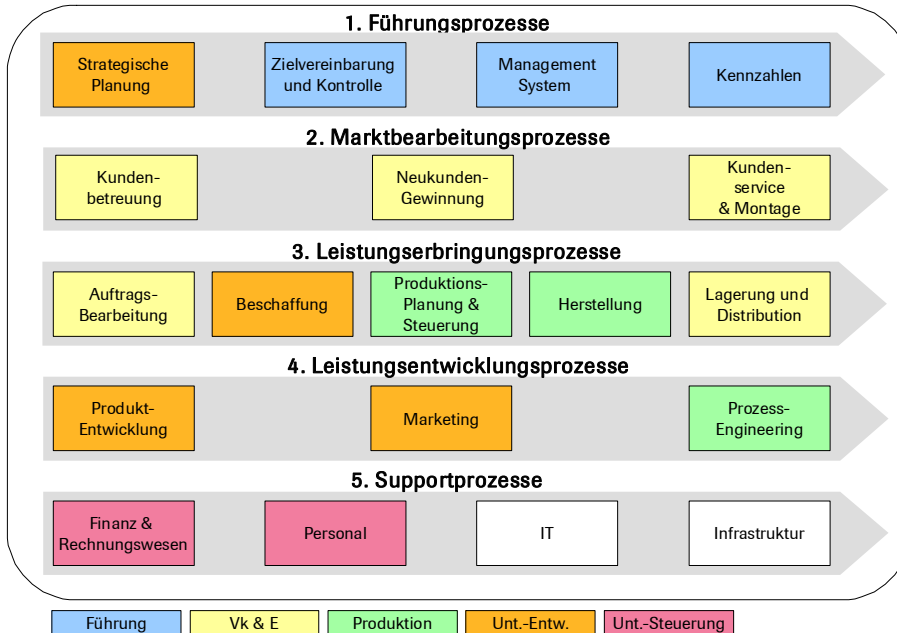 1. Führungsprozesse
Strategische
Planung
Zielvereinbarung
und Kontrolle
Management
System
Kennzahlen
2. Marktbearbeitungsprozesse
Kunden-
betreuung
Neukunden-
Gewinnung
Kunden-
service
& Montage
3. Leistungserbringungsprozesse
Auftrags-
Bearbeitung
Beschaffung
Produktions-
Planung &
Steuerung
Herstellung
Lagerung und
Distribution
4. Leistungsentwicklungsprozesse
Produkt-
Entwicklung
Marketing
Prozess-
Engineering
5. Supportprozesse
Finanz &
Rechnungswesen
Personal
IT
Infrastruktur
Führung
Vk & E
Produktion
Unt.-Entw.
Unt.-Steuerung